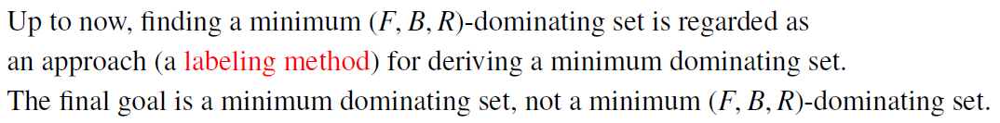 Up to now, finding a minimum (F, B, R)-dominating set is regarded as
an approach (a labeling method) for deriving a minimum dominating set.
The final goal is a minimum dominating set, not a minimum (F, B, R)-dominating set.